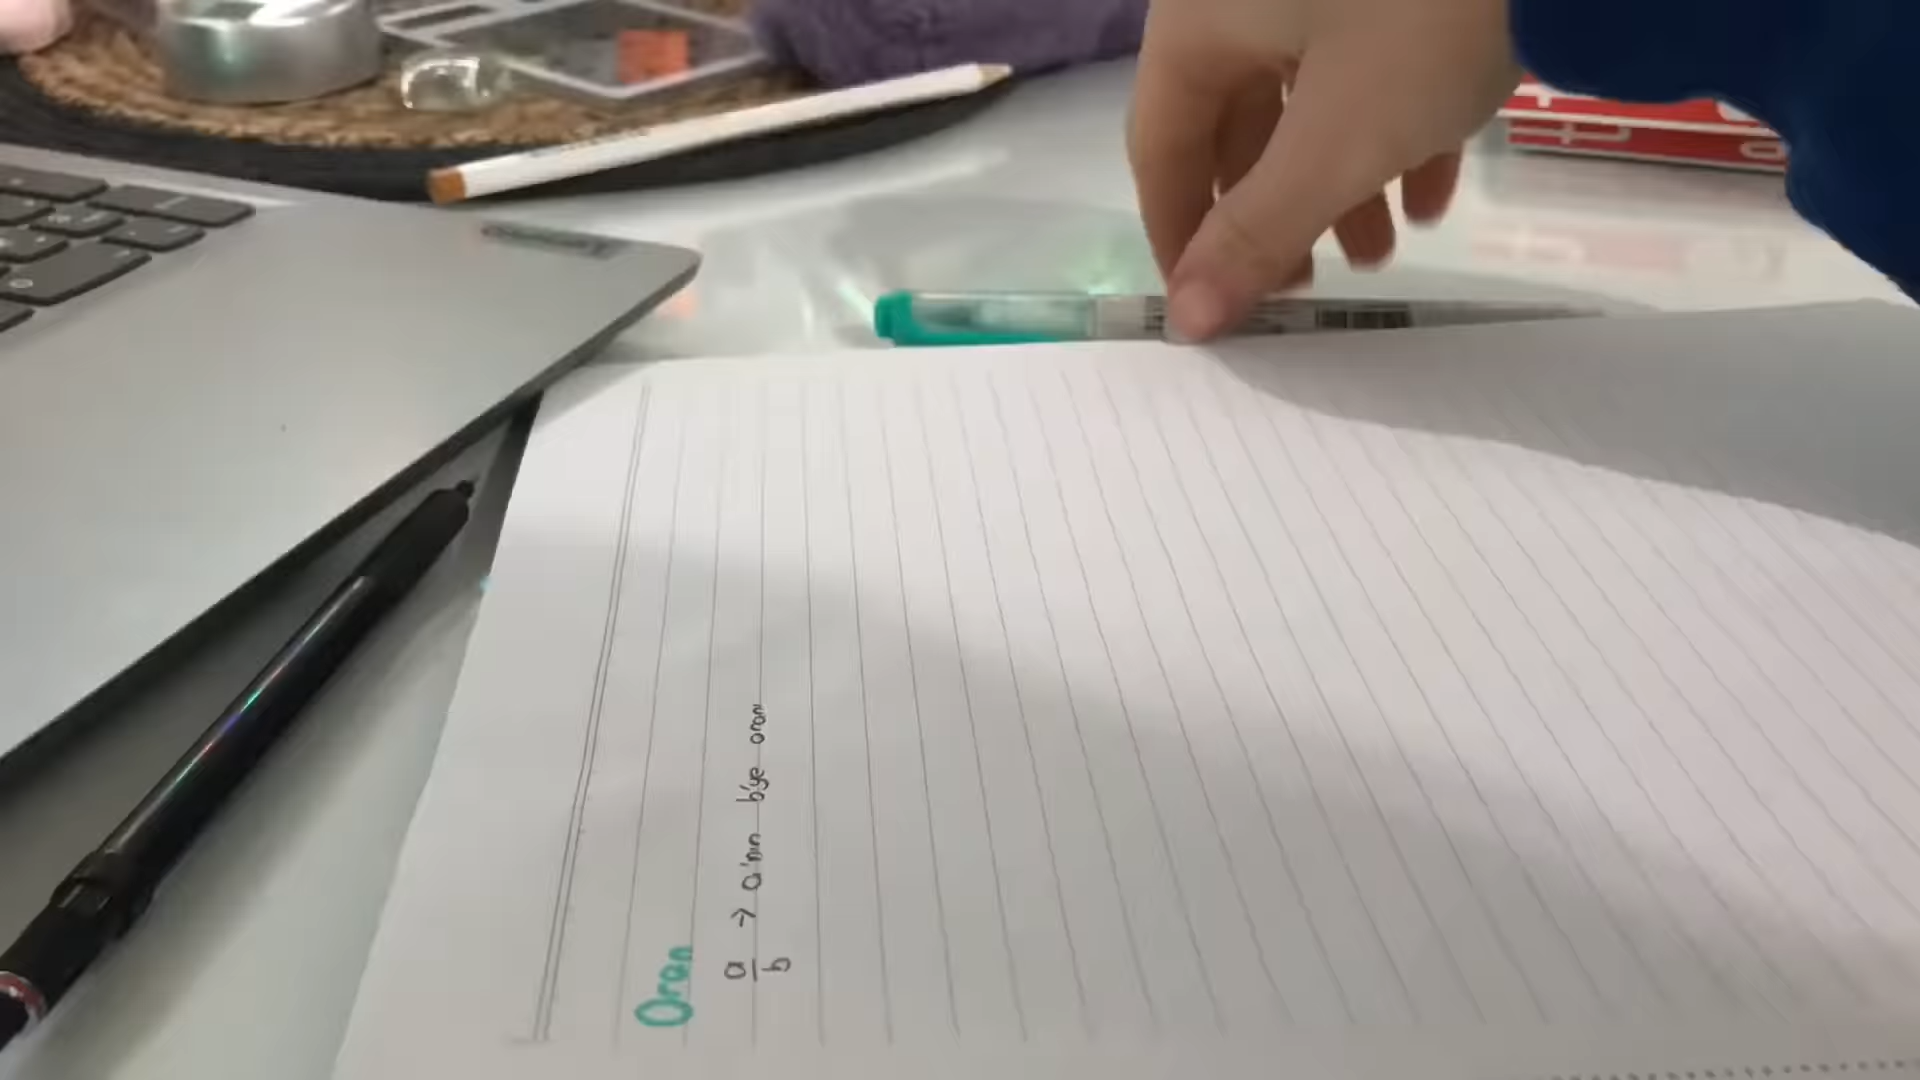 Oran
a/b → a'nın b'ye oranı